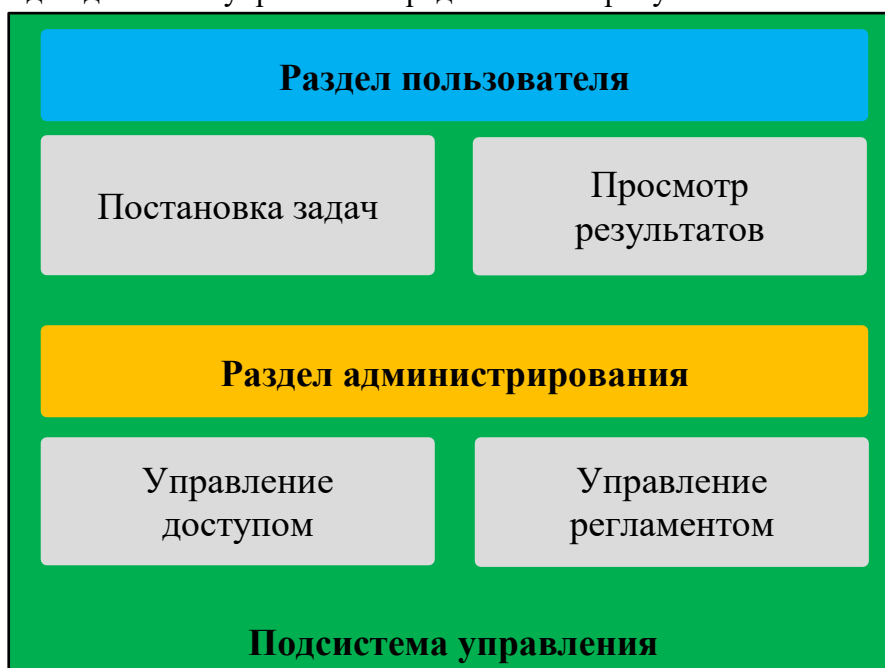 Раздел пользователя
Постановка задач
Просмотр
результатов
Раздел администрирования
Управление
доступом
Управление
регламентом
Подсистема управления